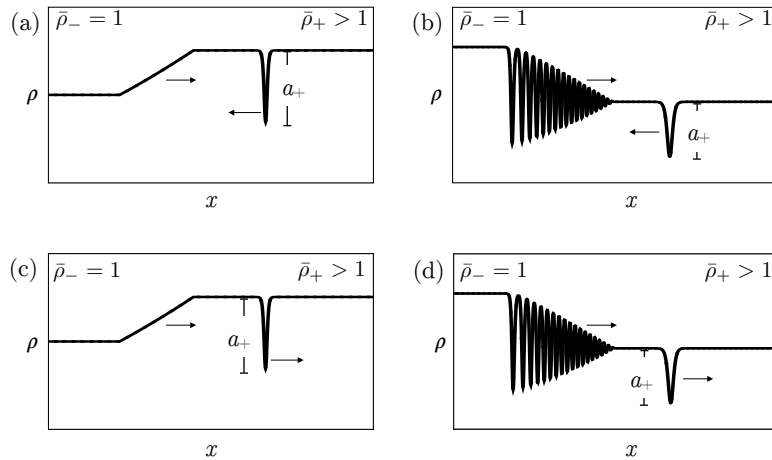 (a) ρ̄₋ = 1 ρ̄₊ > 1
ρ
a₊
x
(b) ρ̄₋ = 1 ρ̄₊ > 1
ρ
a₊
x
(c) ρ̄₋ = 1 ρ̄₊ > 1
ρ
a₊
x
(d) ρ̄₋ = 1 ρ̄₊ > 1
ρ
a₊
x